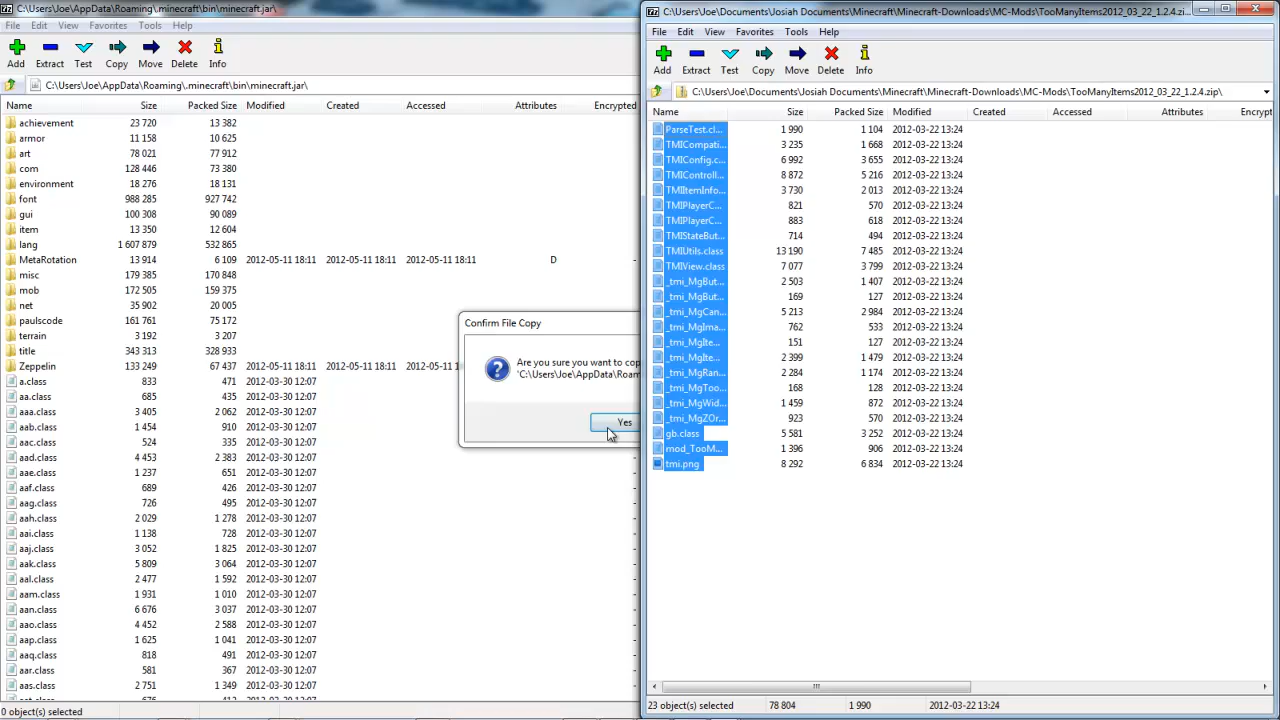 C:\Users\Joe\AppData\Roaming\.minecraft\bin\minecraft.jar\
File Edit View Favorites Tools Help
Add Extract Test Copy Move Delete Info
C:\Users\Joe\AppData\Roaming\.minecraft\bin\minecraft.jar\
Name Size Packed Size Modified Created Accessed Attributes Encrypted
achievement 23 720 13 382
armor 11 158 10 625
art 78 021 77 912
com 128 446 73 380
environment 18 276 18 131
font 988 285 927 742
gui 100 308 90 089
item 13 350 12 604
lang 1 607 879 532 865
MetaRotation 13 914 6 109 2012-05-11 18:11 2012-05-11 18:11 2012-05-11 18:11 D -
misc 179 385 170 848
mob 172 505 159 375
net 35 902 20 005
paulscode 161 761 75 172
terrain 3 192 3 207
title 343 313 328 933
Zeppelin 133 249 67 437 2012-05-11 18:11 2012-05-11 18:11 2012-05-11 1
a.class 833 471 2012-03-30 12:07
aa.class 685 435 2012-03-30 12:07
aaa.class 3 405 2 062 2012-03-30 12:07
aab.class 1 454 910 2012-03-30 12:07
aac.class 524 335 2012-03-30 12:07
aad.class 4 453 2 383 2012-03-30 12:07 -
aae.class 1 237 651 2012-03-30 12:07 -
aaf.class 689 426 2012-03-30 12:07 -
aag.class 726 495 2012-03-30 12:07 -
aah.class 2 029 1 278 2012-03-30 12:07 -
aai.class 1 138 728 2012-03-30 12:07 -
aaj.class 3 052 1 825 2012-03-30 12:07 -
aak.class 5 809 3 064 2012-03-30 12:07 -
aal.class 2 477 1 592 2012-03-30 12:07 -
aam.class 1 931 1 010 2012-03-30 12:07 -
aan.class 6 676 3 037 2012-03-30 12:07 -
aao.class 4 452 2 588 2012-03-30 12:07 -
aap.class 1 625 1 041 2012-03-30 12:07 -
aaq.class 818 491 2012-03-30 12:07 -
aar.class 581 367 2012-03-30 12:07 -
aas.class 2 751 1 349 2012-03-30 12:07 -
0 object(s) selected
Confirm File Copy
Are you sure you want to cop
'C:\Users\Joe\AppData\Roam
Yes
C:\Users\Joe\Documents\Josiah Documents\Minecraft\Minecraft-Downloads\MC-Mods\TooManyItems2012_03_22_1.2.4.zi...
File Edit View Favorites Tools Help
Add Extract Test Copy Move Delete Info
C:\Users\Joe\Documents\Josiah Documents\Minecraft\Minecraft-Downloads\MC-Mods\TooManyItems2012_03_22_1.2.4.zip\
Name Size Packed Size Modified Created Accessed Attributes Encrypt
ParseTest.cl... 1 990 1 104 2012-03-22 13:24
TMICompati... 3 235 1 668 2012-03-22 13:24
TMIConfig.c... 6 992 3 655 2012-03-22 13:24
TMIControll... 8 872 5 216 2012-03-22 13:24
TMIItemInfo... 3 730 2 013 2012-03-22 13:24
TMIPlayerC... 821 570 2012-03-22 13:24
TMIPlayerC... 883 618 2012-03-22 13:24
TMIStateBut... 714 494 2012-03-22 13:24
TMIUtils.class 13 190 7 485 2012-03-22 13:24
TMIView.class 7 077 3 799 2012-03-22 13:24
_tmi_MgBut... 2 503 1 407 2012-03-22 13:24
_tmi_MgBut... 169 127 2012-03-22 13:24
_tmi_MgCan... 5 213 2 984 2012-03-22 13:24
_tmi_MgIma... 762 533 2012-03-22 13:24
_tmi_MgIte... 151 127 2012-03-22 13:24
_tmi_MgIte... 2 399 1 479 2012-03-22 13:24
_tmi_MgRan... 2 284 1 174 2012-03-22 13:24
_tmi_MgToo... 168 128 2012-03-22 13:24
_tmi_MgWid... 1 459 872 2012-03-22 13:24
_tmi_MgZOr... 923 570 2012-03-22 13:24
gb.class 5 581 3 252 2012-03-22 13:24
mod_TooM... 1 396 906 2012-03-22 13:24
tmi.png 8 292 6 834 2012-03-22 13:24
23 object(s) selected 78 804 1 990 2012-03-22 13:24